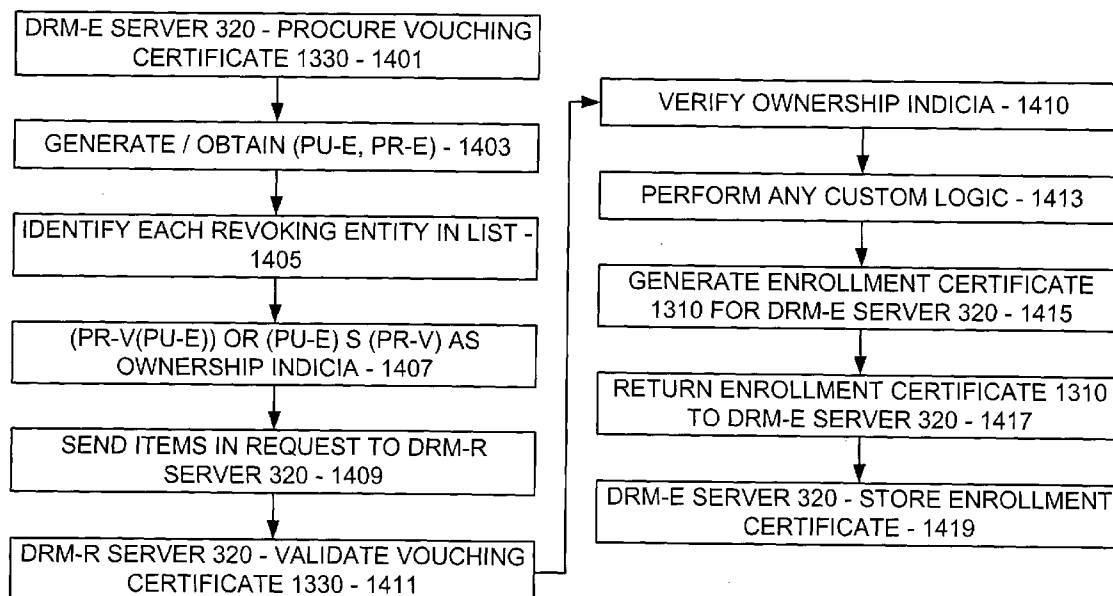 DRM-E SERVER 320 - PROCURE VOUCHING
CERTIFICATE 1330 - 1401
GENERATE / OBTAIN (PU-E, PR-E) - 1403
IDENTIFY EACH REVOKING ENTITY IN LIST -
1405
(PR-V(PU-E)) OR (PU-E) S (PR-V) AS
OWNERSHIP INDICIA - 1407
SEND ITEMS IN REQUEST TO DRM-R
SERVER 320 - 1409
DRM-R SERVER 320 - VALIDATE VOUCHING
CERTIFICATE 1330 - 1411
VERIFY OWNERSHIP INDICIA - 1410
PERFORM ANY CUSTOM LOGIC - 1413
GENERATE ENROLLMENT CERTIFICATE
1310 FOR DRM-E SERVER 320 - 1415
RETURN ENROLLMENT CERTIFICATE 1310
TO DRM-E SERVER 320 - 1417
DRM-E SERVER 320 - STORE ENROLLMENT
CERTIFICATE - 1419